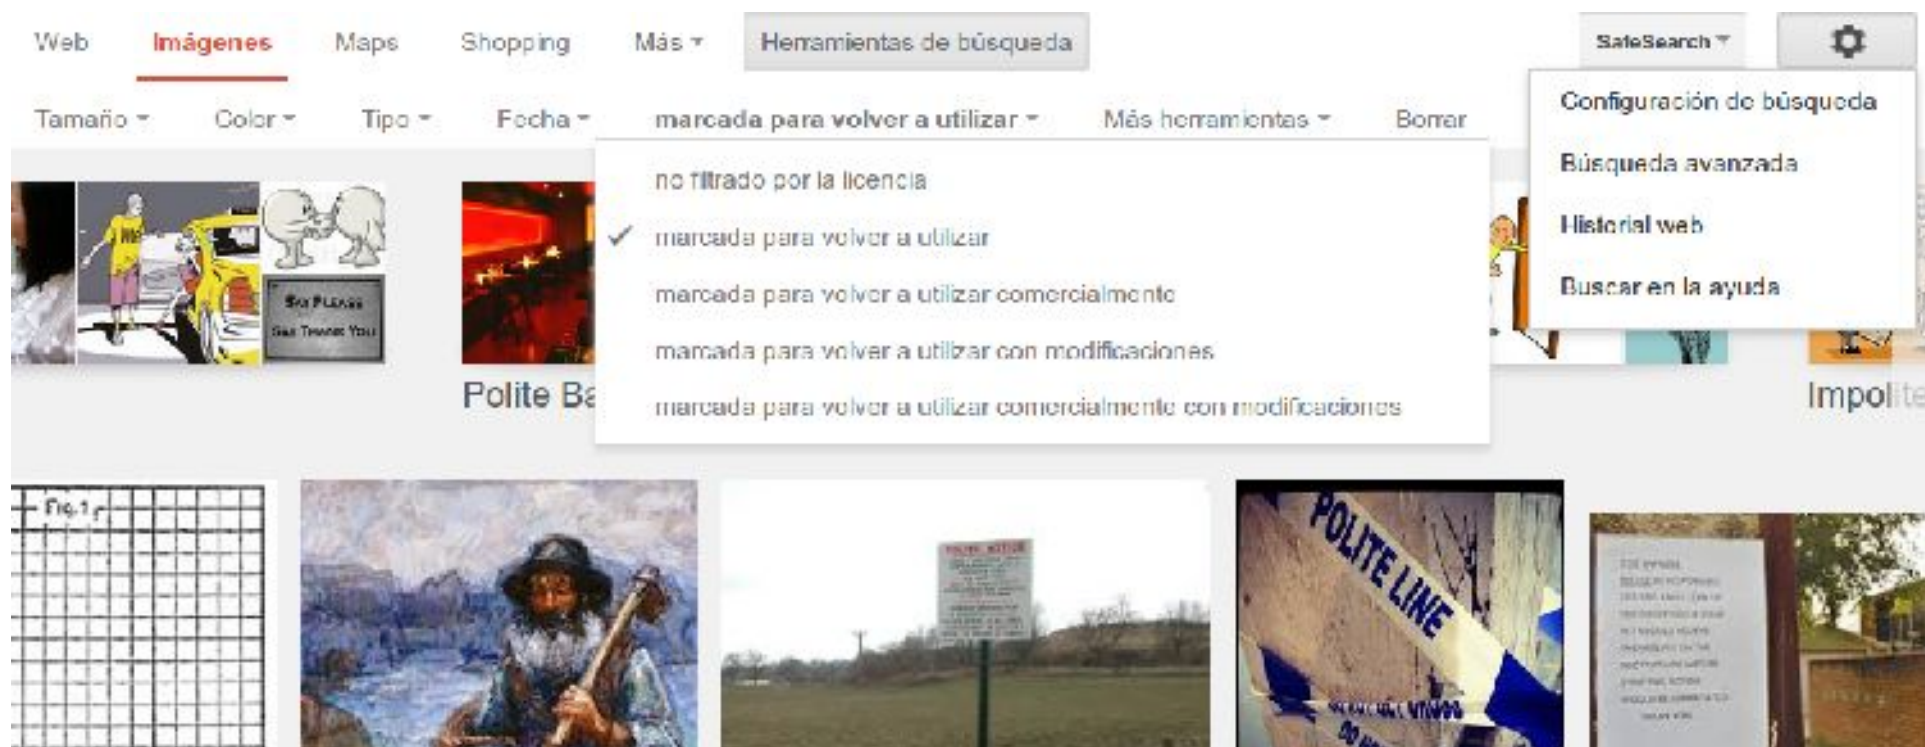 Web Imágenes Maps Shopping Más Herramientas de búsqueda SafeSearch
Tamaño Color Tipo Fecha marcada para volver a utilizar Más herramientas Borrar
Configuración de búsqueda
Búsqueda avanzada
Historial web
Buscar en la ayuda
no filtrado por la licencia
marcada para volver a utilizar
marcada para volver a utilizar comercialmente
marcada para volver a utilizar con modificaciones
marcada para volver a utilizar comercialmente con modificaciones
SAY PLEASE
SAY THANK YOU
Polite Ba
Impolite
Fig.1
POLITE NOTICE
POLITE LINE